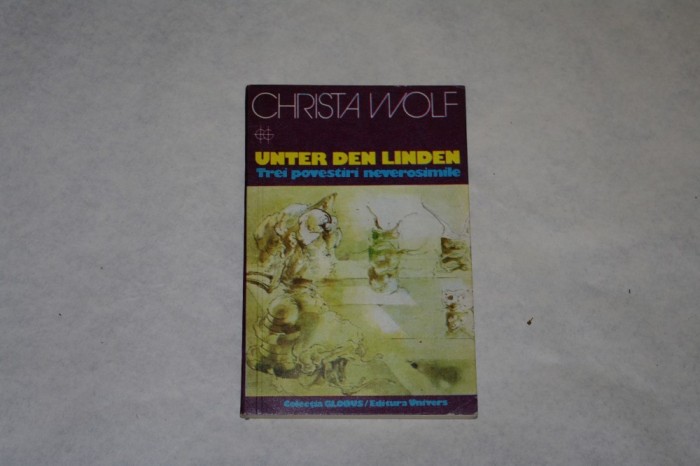 CHRISTA WOLF
UNTER DEN LINDEN
Trei povestiri neverosimile
Colecția GLOBUS / Editura Univers